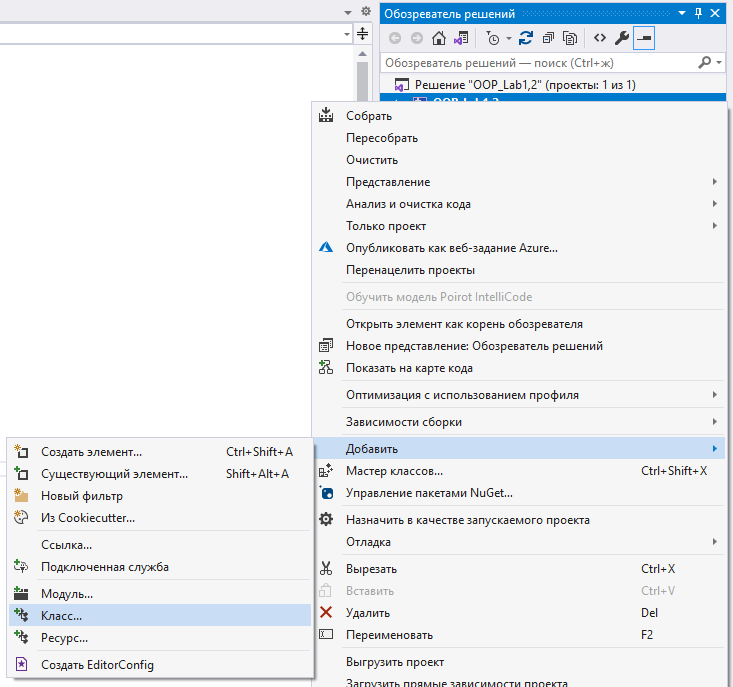 Обозреватель решений
Обозреватель решений — поиск (Ctrl+ж)
Решение "OOP_Lab1,2" (проекты: 1 из 1)
Собрать
Пересобрать
Очистить
Представление
Анализ и очистка кода
Только проект
Опубликовать как веб-задание Azure...
Перенацелить проекты
Обучить модель Poirot IntelliCode
Открыть элемент как корень обозревателя
Новое представление: Обозреватель решений
Показать на карте кода
Оптимизация с использованием профиля
Зависимости сборки
Добавить
Мастер классов... Ctrl+Shift+X
Управление пакетами NuGet...
Назначить в качестве запускаемого проекта
Отладка
Вырезать Ctrl+X
Вставить Ctrl+V
Удалить Del
Переименовать F2
Выгрузить проект
Загрузить прямые зависимости проекта
Создать элемент... Ctrl+Shift+A
Существующий элемент... Shift+Alt+A
Новый фильтр
Из Cookiecutter...
Ссылка...
Подключенная служба
Модуль...
Класс...
Ресурс...
Создать EditorConfig